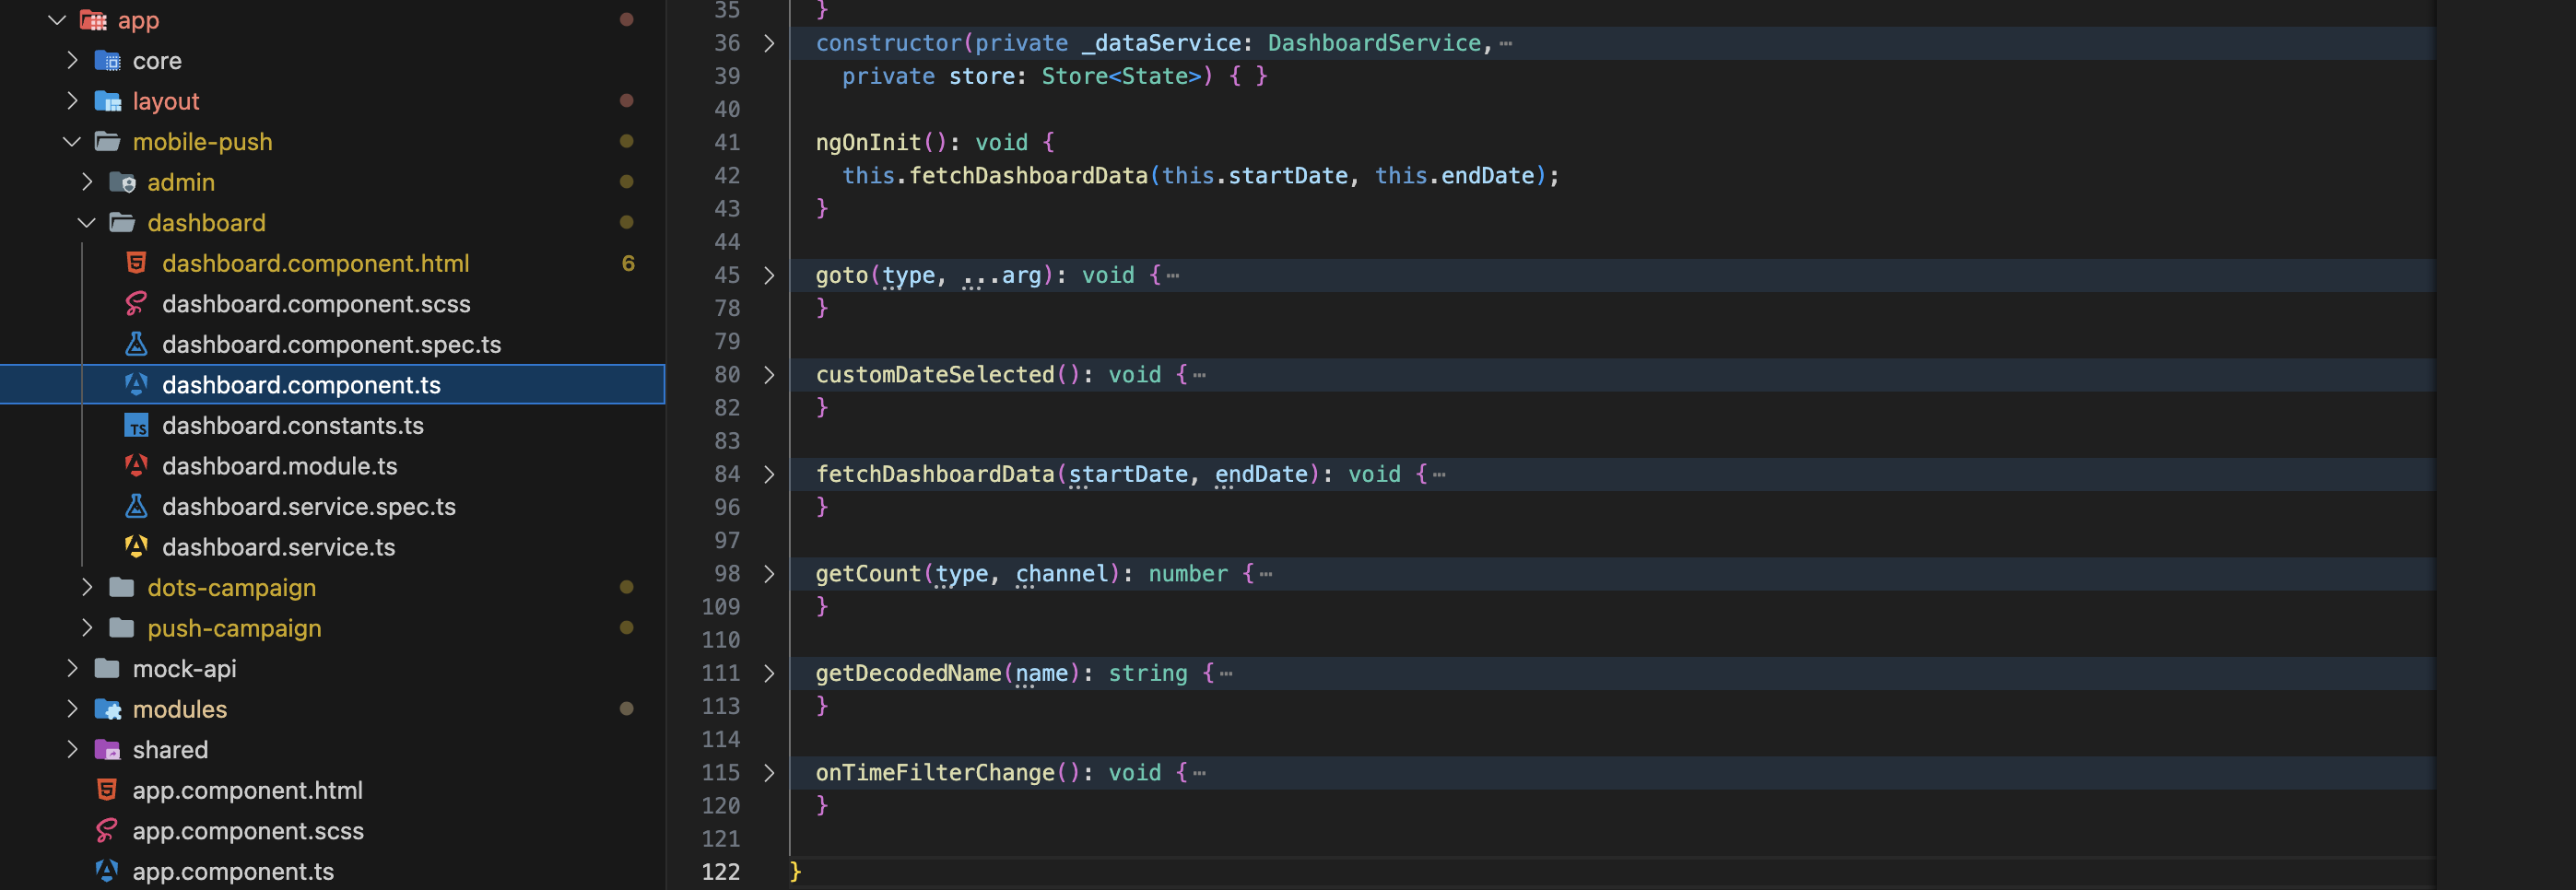 app
core
layout
mobile-push
admin
dashboard
dashboard.component.html 6
dashboard.component.scss
dashboard.component.spec.ts
dashboard.component.ts
dashboard.constants.ts
dashboard.module.ts
dashboard.service.spec.ts
dashboard.service.ts
dots-campaign
push-campaign
mock-api
modules
shared
app.component.html
app.component.scss
app.component.ts
35 }
36 constructor(private _dataService: DashboardService,⋯
39 private store: Store<State>) { }
40
41 ngOnInit(): void {
42 this.fetchDashboardData(this.startDate, this.endDate);
43 }
44
45 goto(type, ...arg): void {⋯
78 }
79
80 customDateSelected(): void {⋯
82 }
83
84 fetchDashboardData(startDate, endDate): void {⋯
96 }
97
98 getCount(type, channel): number {⋯
109 }
110
111 getDecodedName(name): string {⋯
113 }
114
115 onTimeFilterChange(): void {⋯
120 }
121
122 }